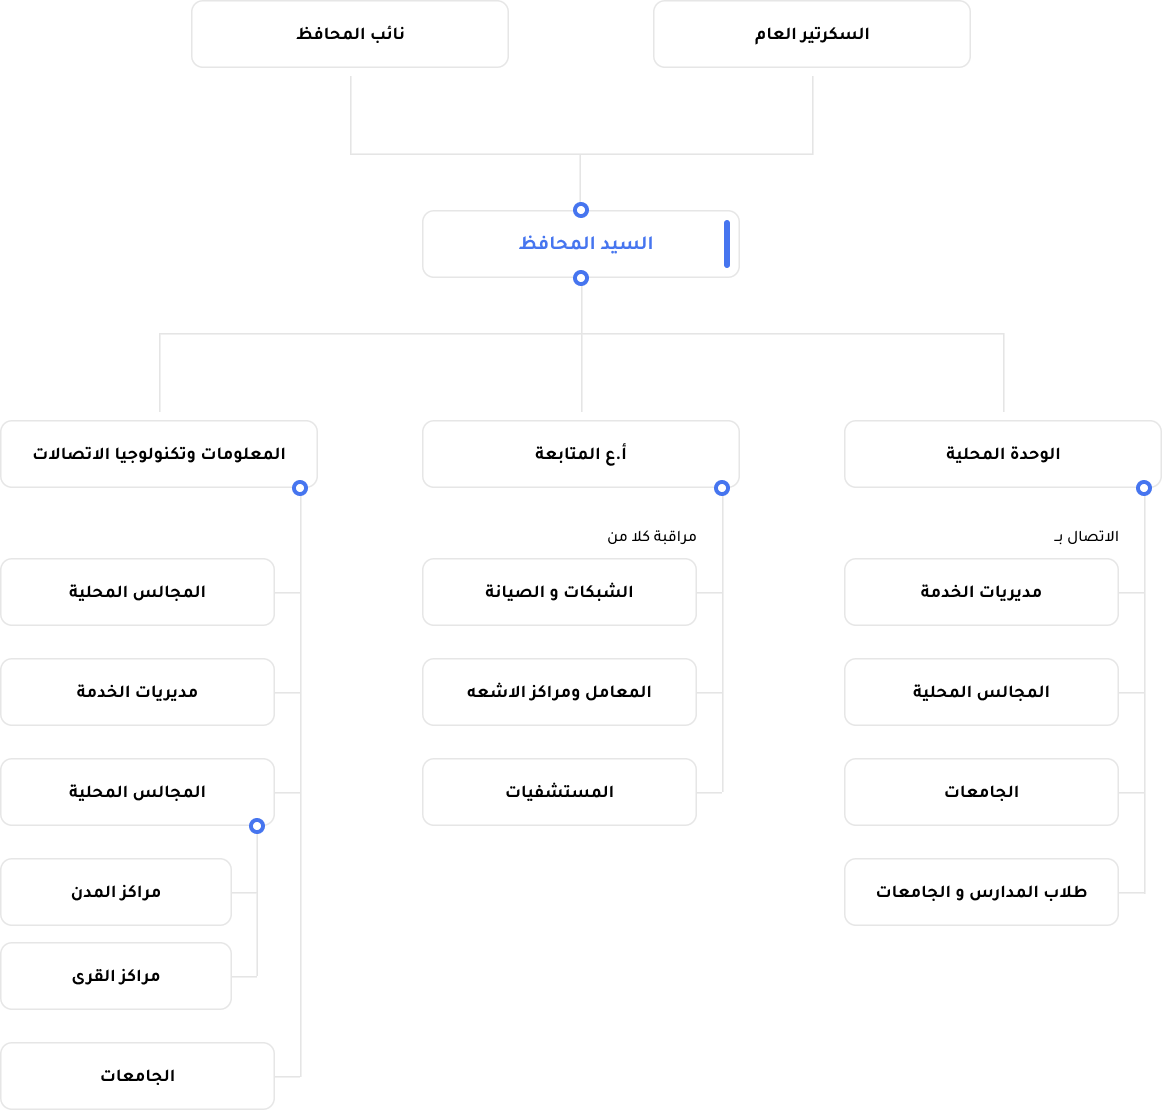 السكرتير العام
نائب المحافظ
السيد المحافظ
الوحدة المحلية
الاتصال بـ
مديريات الخدمة
المجالس المحلية
الجامعات
طلاب المدارس و الجامعات
أ.ع المتابعة
مراقبة كلا من
الشبكات و الصيانة
المعامل ومراكز الاشعه
المستشفيات
المعلومات وتكنولوجيا الاتصالات
المجالس المحلية
مديريات الخدمة
المجالس المحلية
مراكز المدن
مراكز القرى
الجامعات